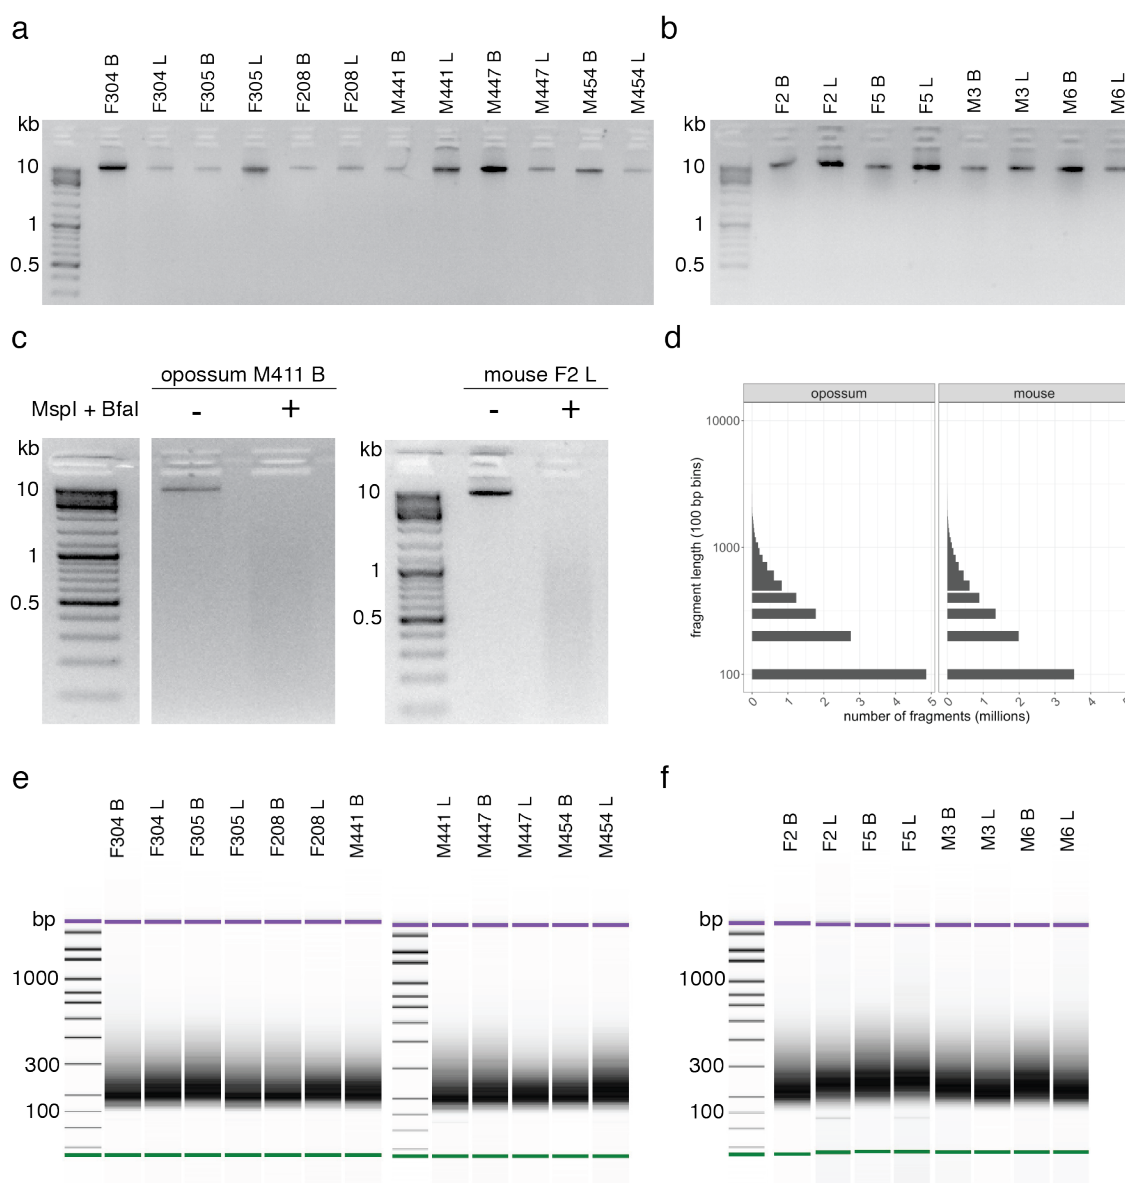 a
F304 B
F304 L
F305 B
F305 L
F208 B
F208 L
M441 B
M441 L
M447 B
M447 L
M454 B
M454 L
kb
10
1
0.5
b
F2 B
F2 L
F5 B
F5 L
M3 B
M3 L
M6 B
M6 L
kb
10
1
0.5
c
opossum M411 B
mouse F2 L
MspI + BfaI
-
+
-
+
kb
10
1
0.5
kb
10
1
0.5
d
opossum
mouse
fragment length (100 bp bins)
10000
1000
100
0 1 2 3 4 5
0 1 2 3 4 5
number of fragments (millions)
e
F304 B
F304 L
F305 B
F305 L
F208 B
F208 L
M441 B
M441 L
M447 B
M447 L
M454 B
M454 L
bp
1000
300
100
f
F2 B
F2 L
F5 B
F5 L
M3 B
M3 L
M6 B
M6 L
bp
1000
300
100